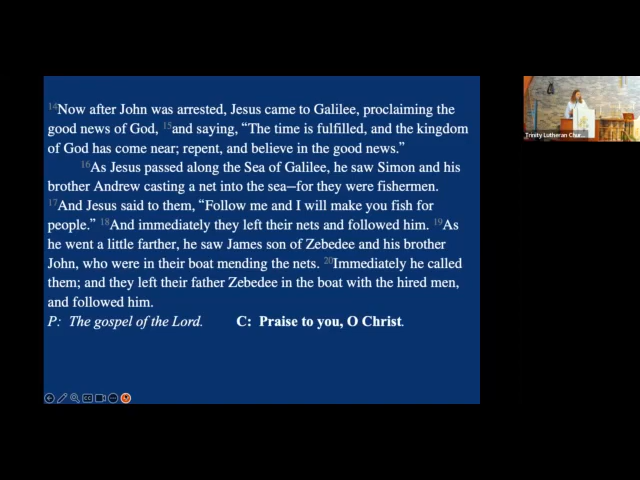 14Now after John was arrested, Jesus came to Galilee, proclaiming the
good news of God, 15and saying, “The time is fulfilled, and the kingdom
of God has come near; repent, and believe in the good news.”
16As Jesus passed along the Sea of Galilee, he saw Simon and his
brother Andrew casting a net into the sea—for they were fishermen.
17And Jesus said to them, “Follow me and I will make you fish for
people.” 18And immediately they left their nets and followed him. 19As
he went a little farther, he saw James son of Zebedee and his brother
John, who were in their boat mending the nets. 20Immediately he called
them; and they left their father Zebedee in the boat with the hired men,
and followed him.
P: The gospel of the Lord. C: Praise to you, O Christ.
Trinity Lutheran Chur...